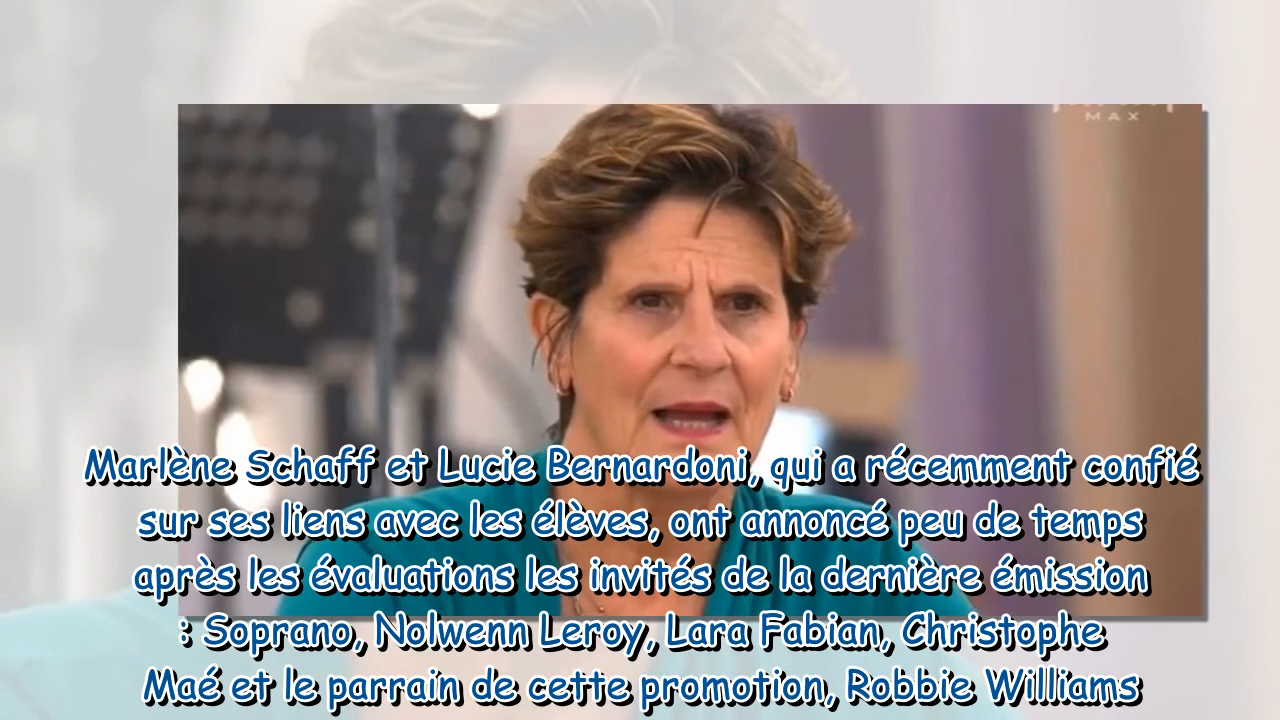 MAX
Marlène Schaff et Lucie Bernardoni, qui a récemment confié
sur ses liens avec les élèves, ont annoncé peu de temps
après les évaluations les invités de la dernière émission
: Soprano, Nolwenn Leroy, Lara Fabian, Christophe
Maé et le parrain de cette promotion, Robbie Williams